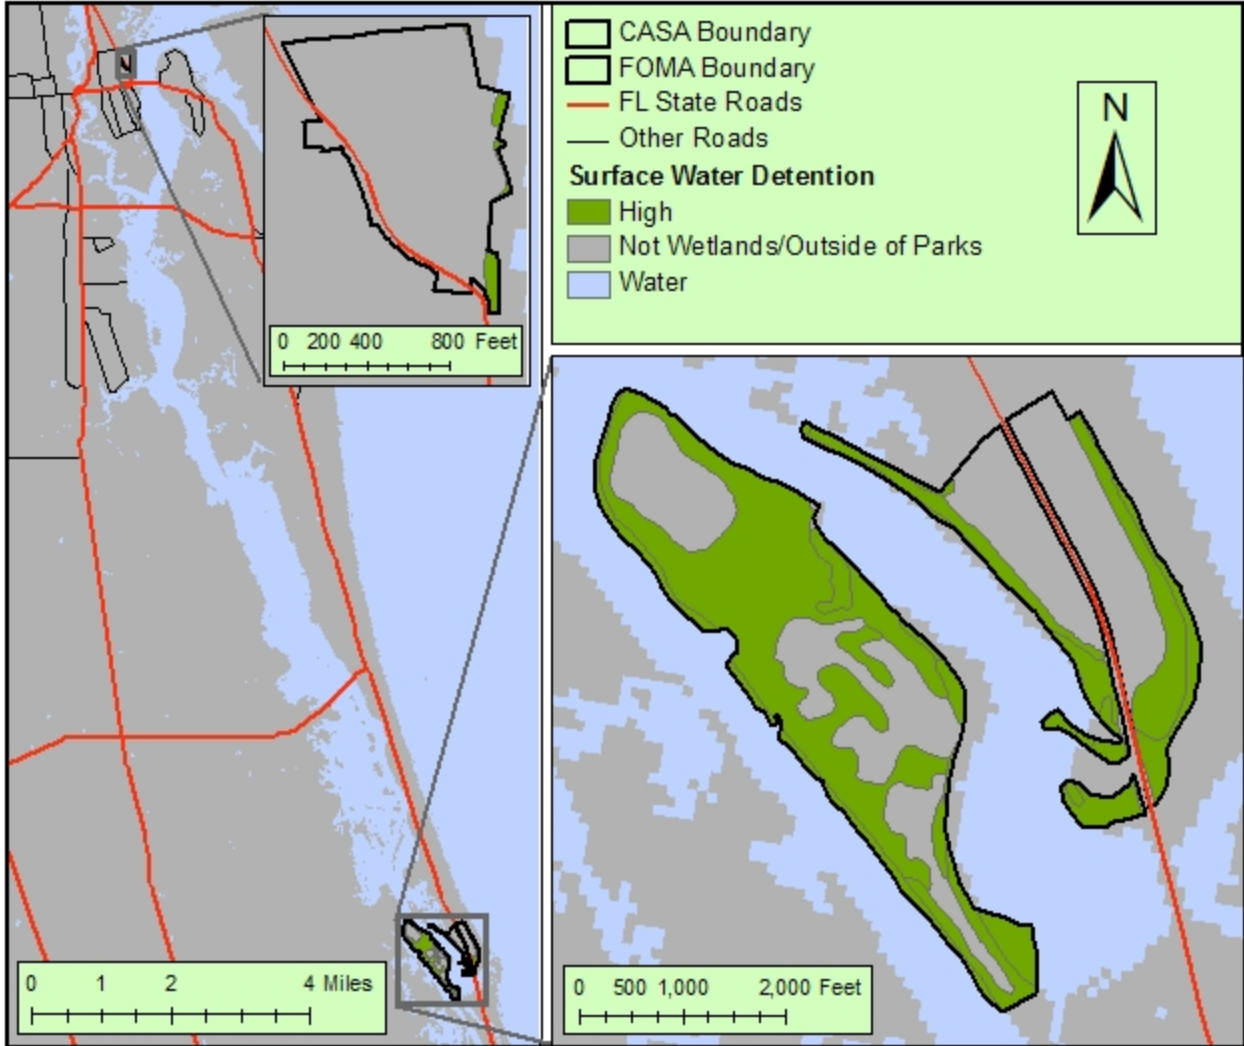 CASA Boundary
FOMA Boundary
FL State Roads
Other Roads
Surface Water Detention
High
Not Wetlands/Outside of Parks
Water
N
0 200 400 800 Feet
0 1 2 4 Miles
0 500 1,000 2,000 Feet